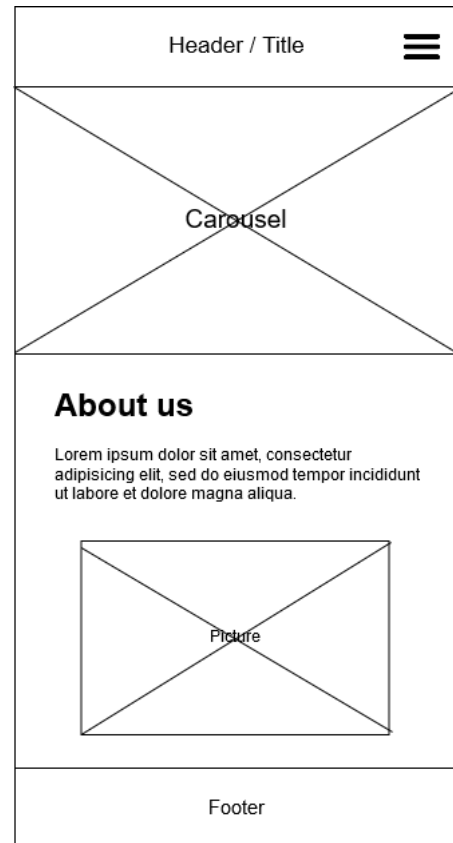 Header / Title
Carousel
About us
Lorem ipsum dolor sit amet, consectetur
adipisicing elit, sed do eiusmod tempor incididunt
ut labore et dolore magna aliqua.
Picture
Footer